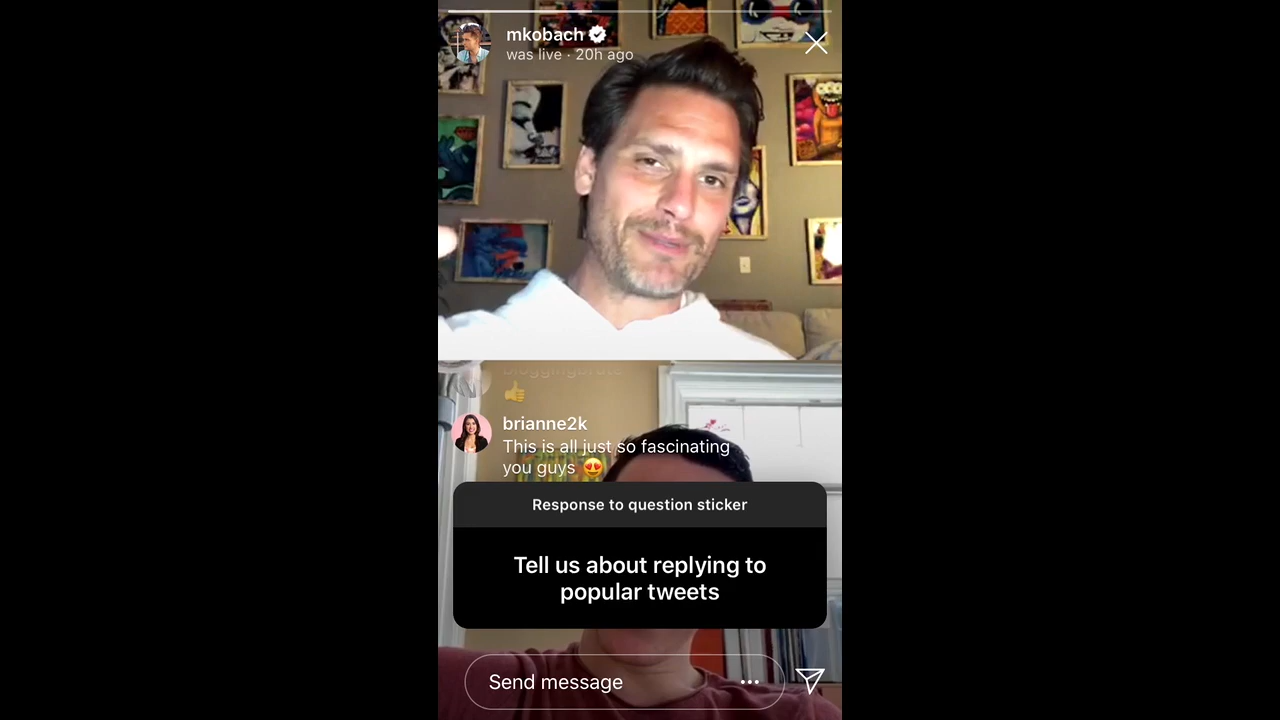 mkobach
was live · 20h ago
brianne2k
This is all just so fascinating
you guys 😍
Response to question sticker
Tell us about replying to
popular tweets
Send message